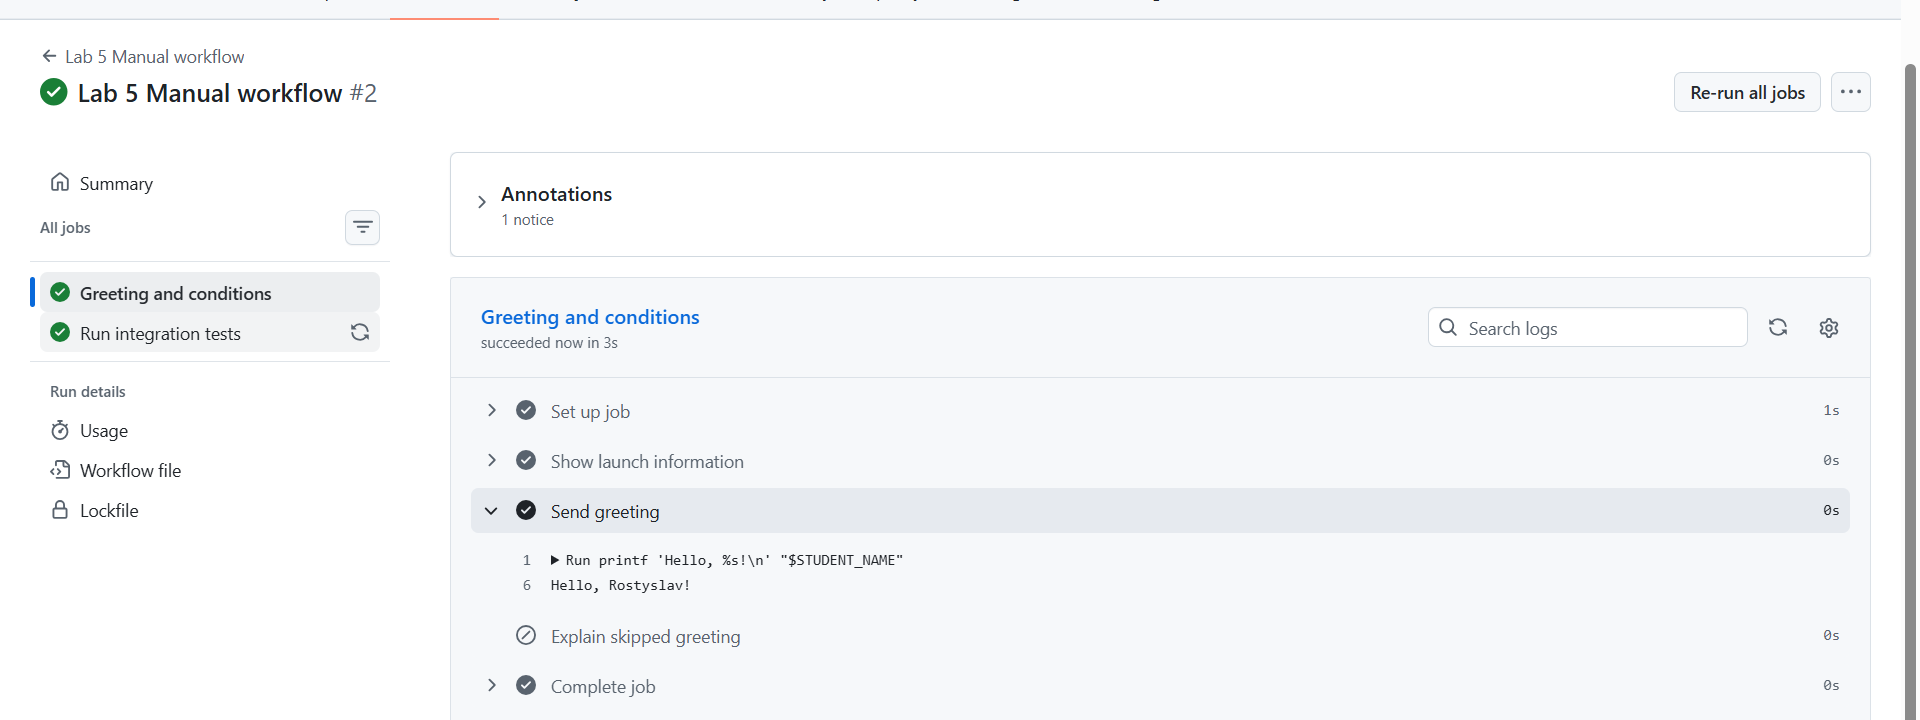 Lab 5 Manual workflow
Lab 5 Manual workflow #2
Re-run all jobs
Summary
All jobs
Greeting and conditions
Run integration tests
Run details
Usage
Workflow file
Lockfile
Annotations
1 notice
Greeting and conditions
succeeded now in 3s
Search logs
Set up job 1s
Show launch information 0s
Send greeting 0s
1 Run printf 'Hello, %s!\n' "$STUDENT_NAME"
6 Hello, Rostyslav!
Explain skipped greeting 0s
Complete job 0s